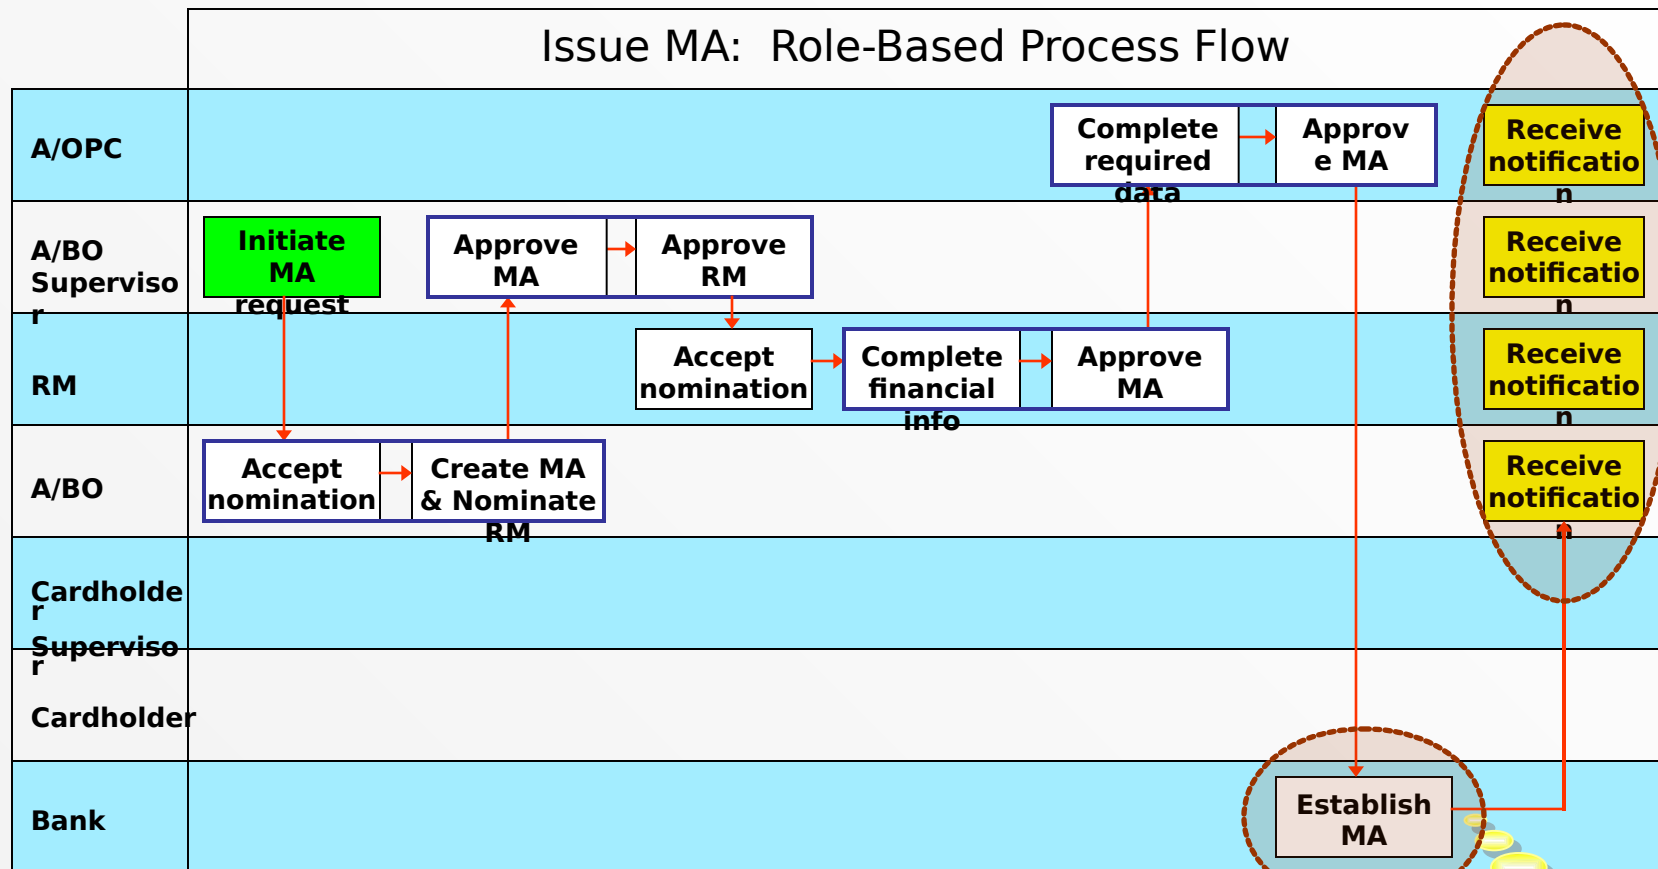 Issue MA:  Role-Based Process Flow
A/OPC
Complete
required
data
Approv
e MA
Receive
notificatio
n
A/BO
Superviso
r
Initiate
MA
request
Approve
MA
Approve
RM
Receive
notificatio
n
RM
Accept
nomination
Complete
financial
info
Approve
MA
Receive
notificatio
n
A/BO
Accept
nomination
Create MA
& Nominate
RM
Receive
notificatio
n
Cardholde
r
Superviso
r
Cardholder
Bank
Establish
MA